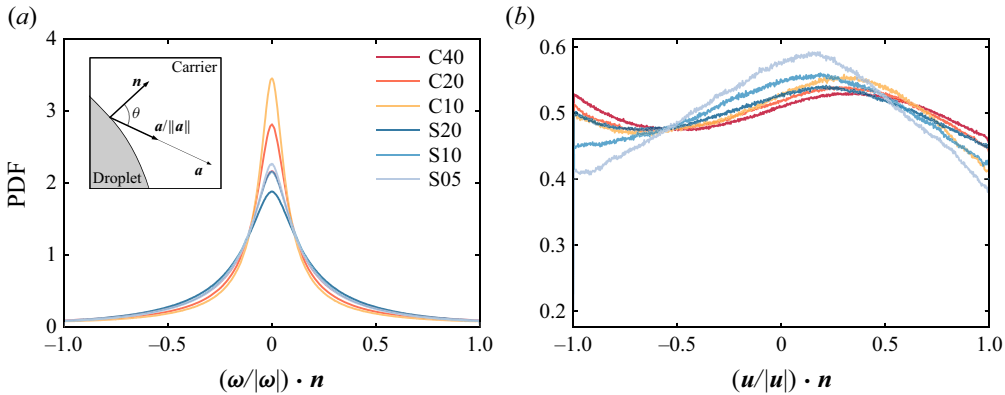 (a)
4
3
2
1
0
PDF
–1.0
–0.5
0
0.5
1.0
(ω/|ω|) · n
Carrier
n
θ
a/||a||
a
Droplet
C40
C20
C10
S20
S10
S05
(b)
0.6
0.5
0.4
0.3
0.2
–1.0
–0.5
0
0.5
1.0
(u/|u|) · n